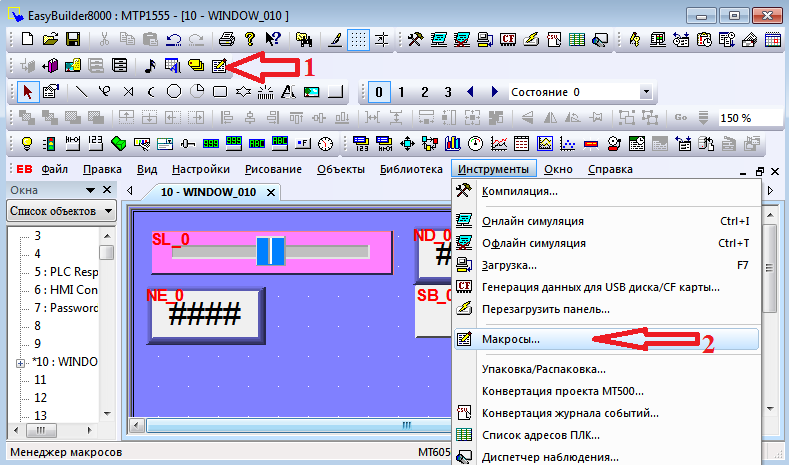 EasyBuilder8000 : MTP1555 - [10 - WINDOW_010 ]
1
0 1 2 3 Состояние 0
Go 150 %
EB Файл Правка Вид Настройки Рисование Объекты Библиотека Инструменты Окно Справка
Окна
10 - WINDOW_010
Список объектов
3
4
5 : PLC Resp
6 : HMI Con
7 : Password
8
9
*10 : WINDO
11
12
13
SL_0
ND_0
NE_0
####
SB_0
Компиляция...
Онлайн симуляция Ctrl+I
Офлайн симуляция Ctrl+T
Загрузка... F7
Генерация данных для USB диска/CF карты...
Перезагрузить панель...
Макросы...
2
Упаковка/Распаковка...
Конвертация проекта MT500...
Конвертация журнала событий...
Список адресов ПЛК...
Диспетчер наблюдения...
Менеджер макросов
MT605